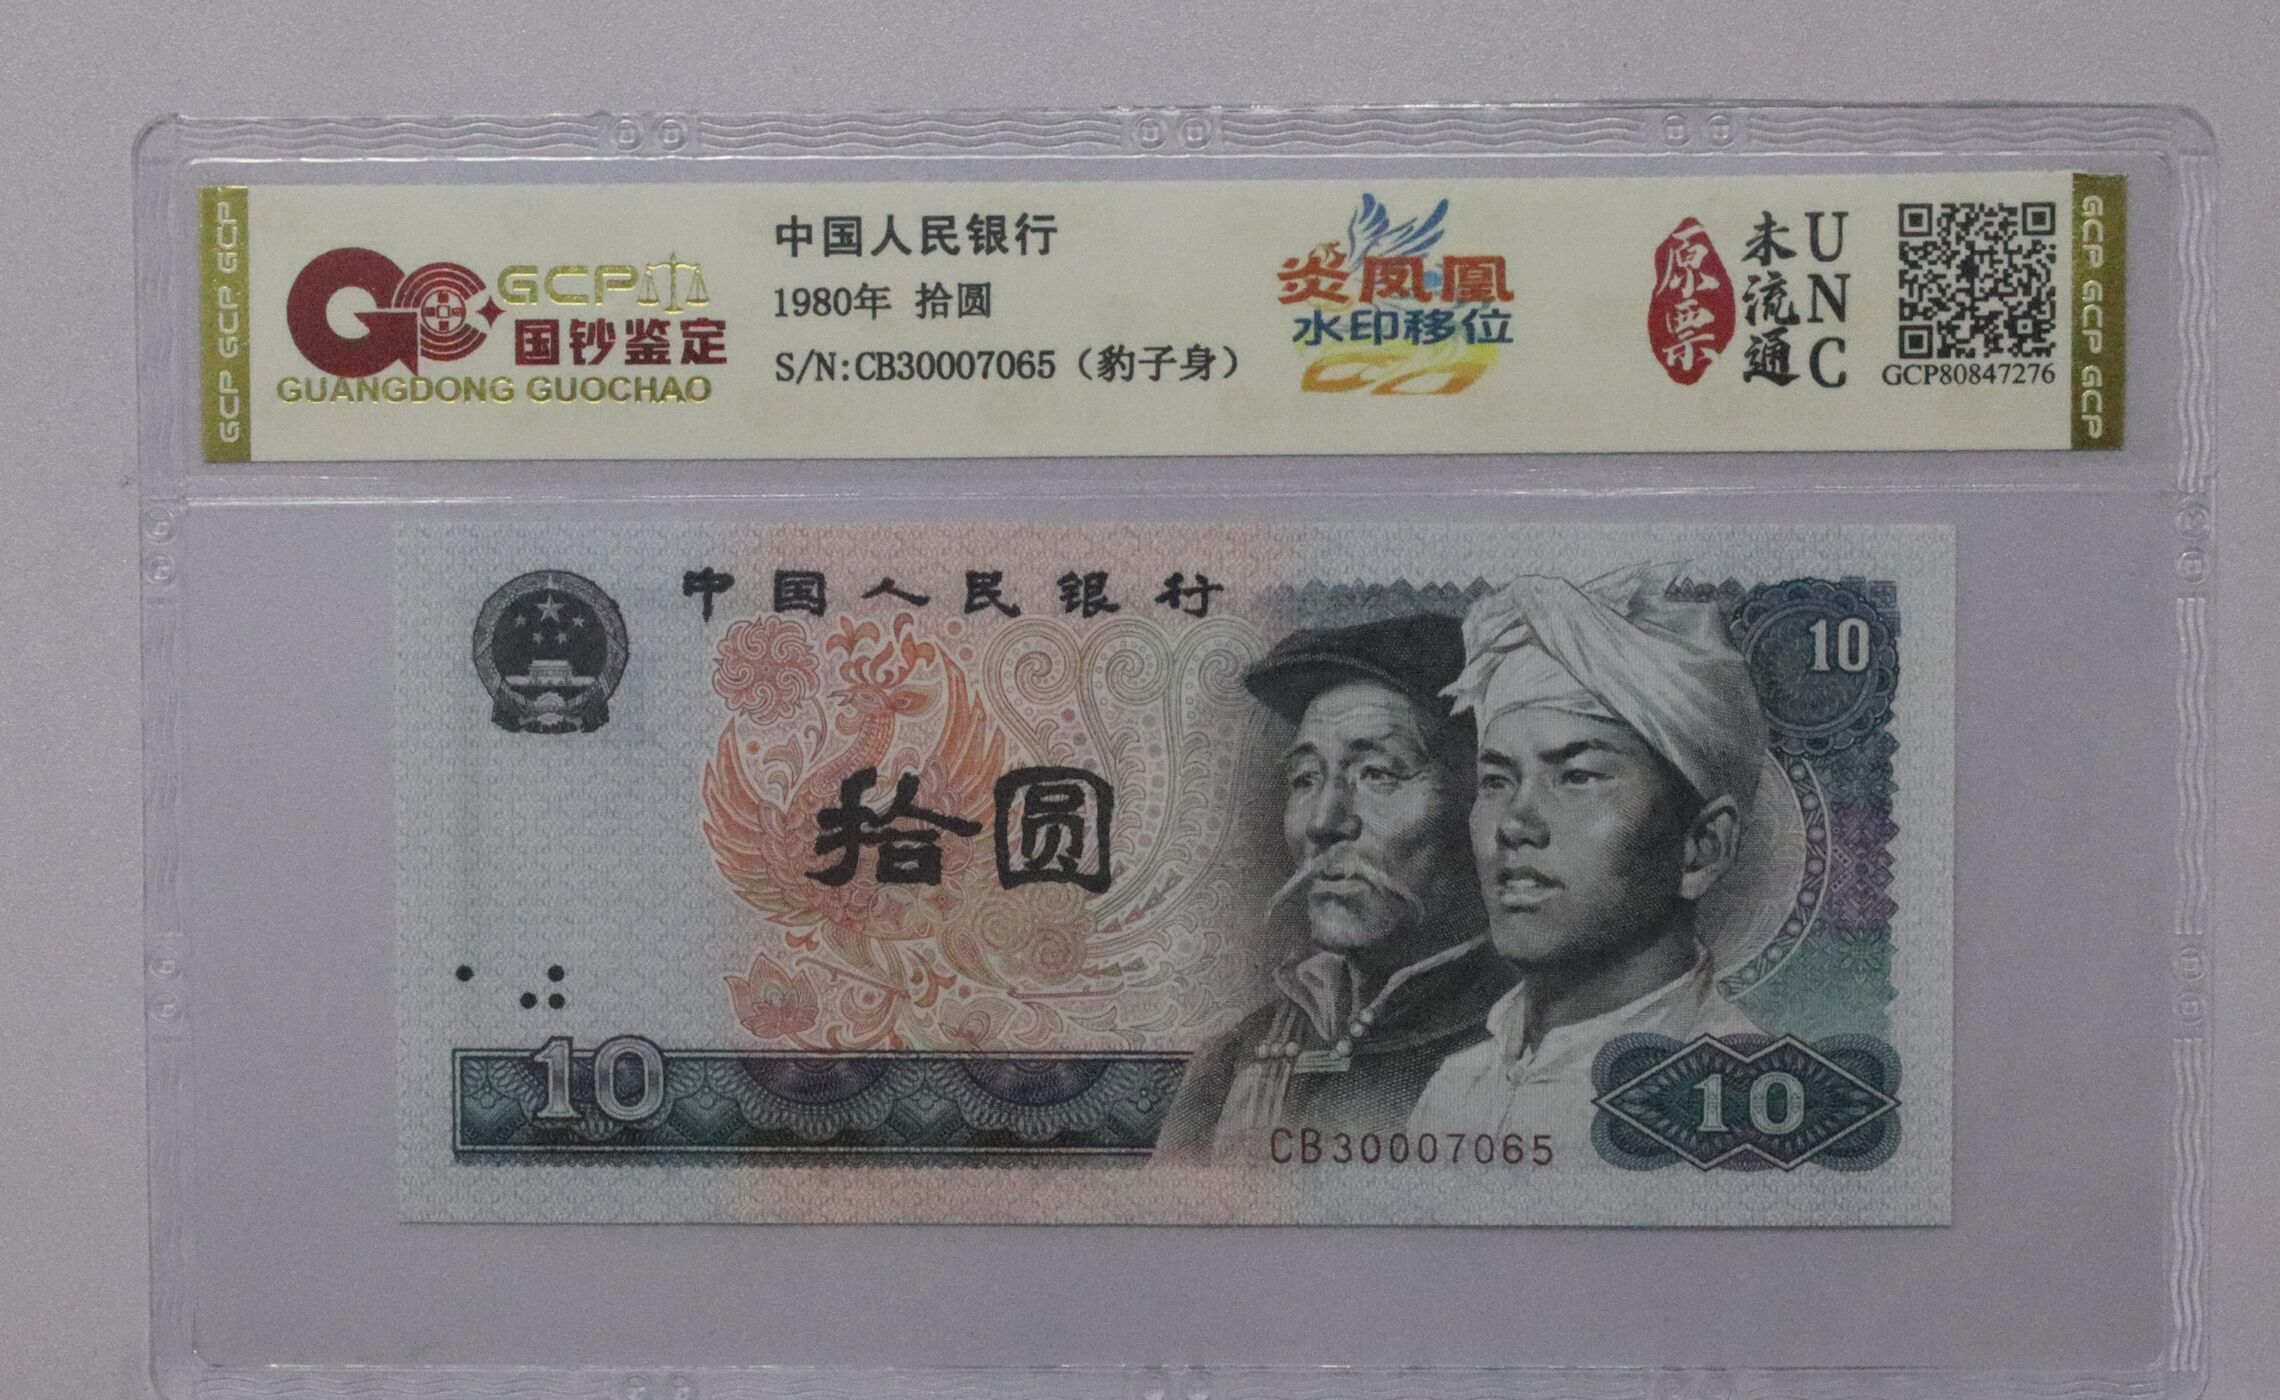 GCP GCP GCP
GCP
国钞鉴定
GUANGDONG GUOCHAO
中国人民银行
1980年 拾圆
S/N:CB30007065（豹子身）
炎凤凰
水印移位
原票
未流通
UNC
GCP80847276
GCP GCP GCP
中国人民银行
10
拾圆
10
CB30007065
10